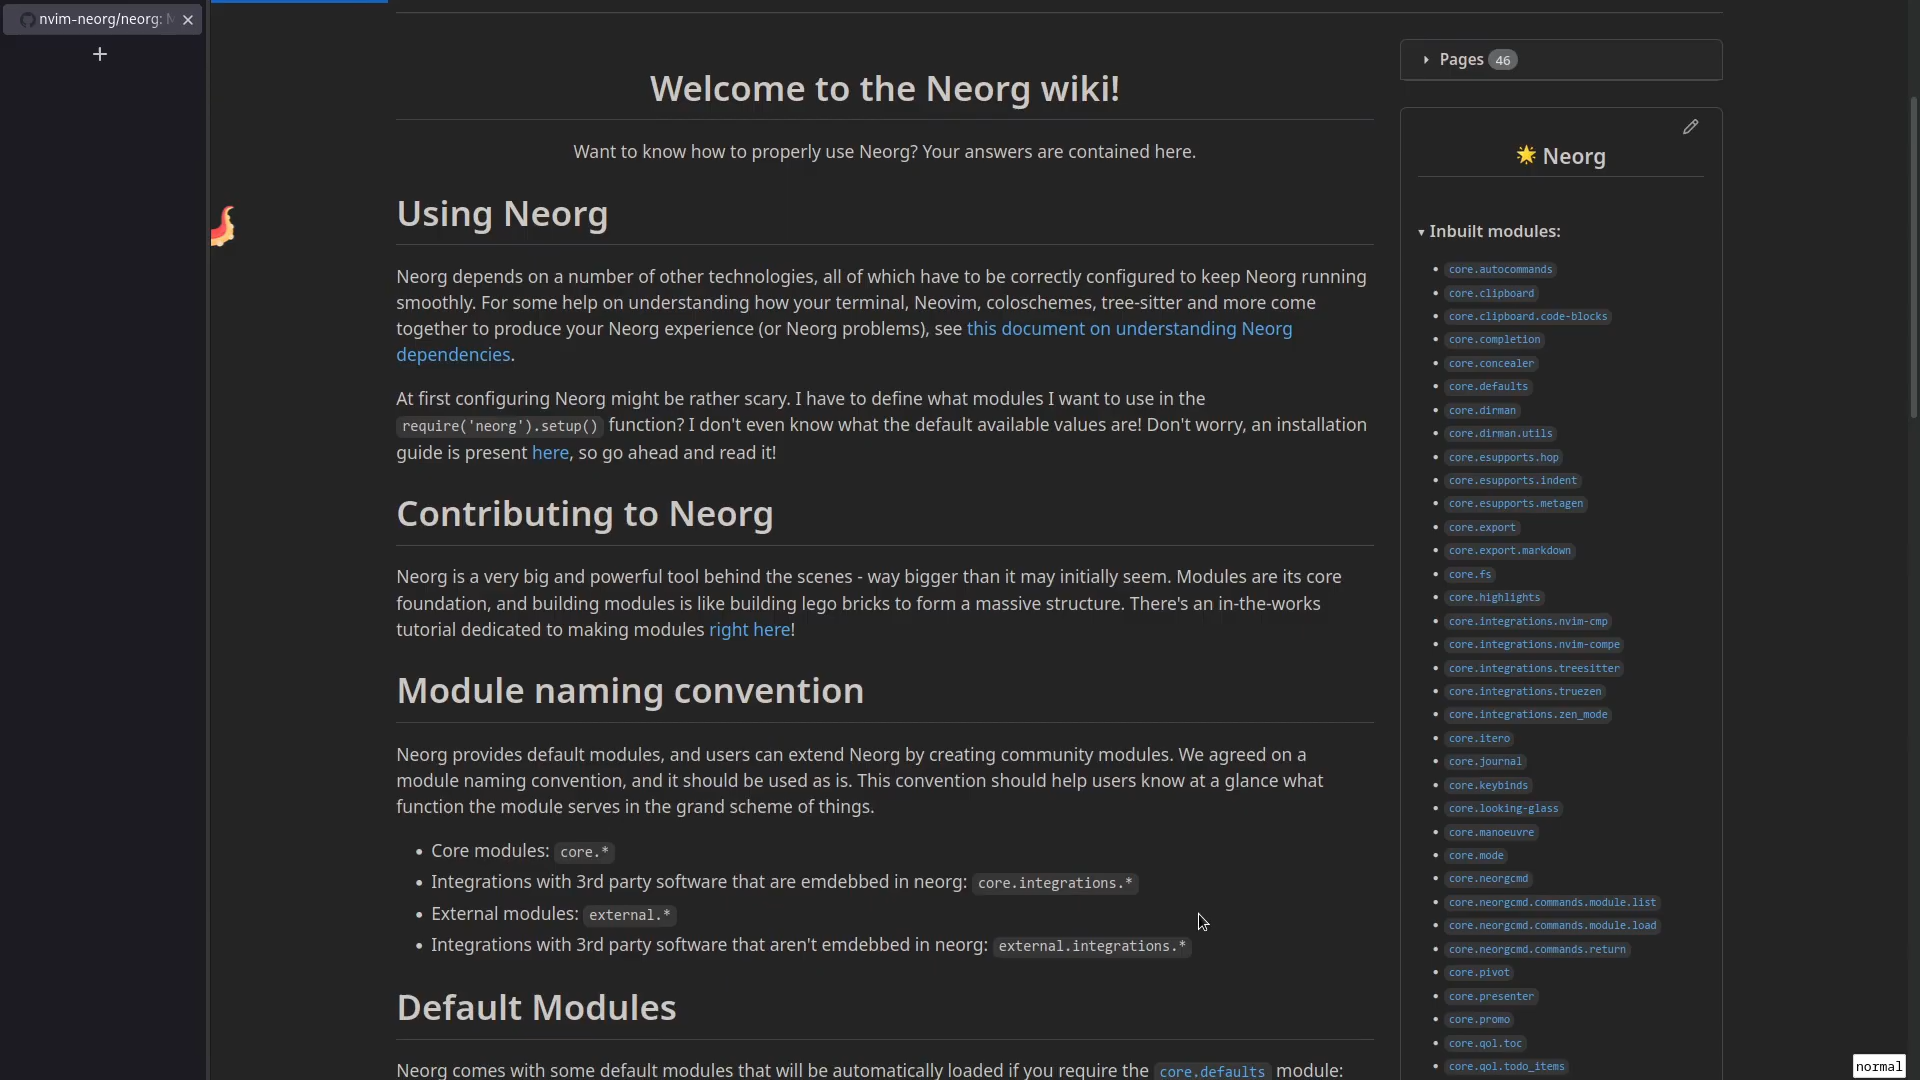 nvim-neorg/neorg:
Welcome to the Neorg wiki!
Want to know how to properly use Neorg? Your answers are contained here.
Using Neorg
Neorg depends on a number of other technologies, all of which have to be correctly configured to keep Neorg running
smoothly. For some help on understanding how your terminal, Neovim, coloschemes, tree-sitter and more come
together to produce your Neorg experience (or Neorg problems), see this document on understanding Neorg
dependencies.
At first configuring Neorg might be rather scary. I have to define what modules I want to use in the
require('neorg').setup() function? I don't even know what the default available values are! Don't worry, an installation
guide is present here, so go ahead and read it!
Contributing to Neorg
Neorg is a very big and powerful tool behind the scenes - way bigger than it may initially seem. Modules are its core
foundation, and building modules is like building lego bricks to form a massive structure. There's an in-the-works
tutorial dedicated to making modules right here!
Module naming convention
Neorg provides default modules, and users can extend Neorg by creating community modules. We agreed on a
module naming convention, and it should be used as is. This convention should help users know at a glance what
function the module serves in the grand scheme of things.
• Core modules: core.*
• Integrations with 3rd party software that are emdebbed in neorg: core.integrations.*
• External modules: external.*
• Integrations with 3rd party software that aren't emdebbed in neorg: external.integrations.*
Default Modules
Neorg comes with some default modules that will be automatically loaded if you require the core.defaults module:
Pages 46
Neorg
Inbuilt modules:
• core.autocommands
• core.clipboard
• core.clipboard.code-blocks
• core.completion
• core.concealer
• core.defaults
• core.dirman
• core.dirman.utils
• core.esupports.hop
• core.esupports.indent
• core.esupports.metagen
• core.export
• core.export.markdown
• core.fs
• core.highlights
• core.integrations.nvim-cmp
• core.integrations.nvim-compe
• core.integrations.treesitter
• core.integrations.truezen
• core.integrations.zen_mode
• core.itero
• core.journal
• core.keybinds
• core.looking-glass
• core.manoeuvre
• core.mode
• core.neorgcmd
• core.neorgcmd.commands.module.list
• core.neorgcmd.commands.module.load
• core.neorgcmd.commands.return
• core.pivot
• core.presenter
• core.promo
• core.qol.toc
• core.qol.todo_items
normal